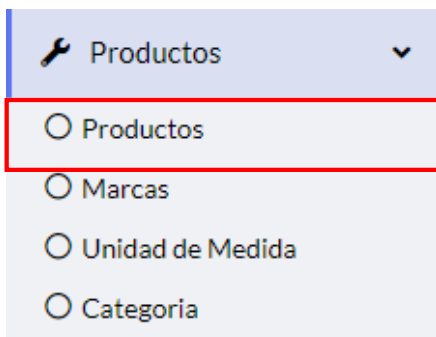 Productos
Productos
Marcas
Unidad de Medida
Categoria